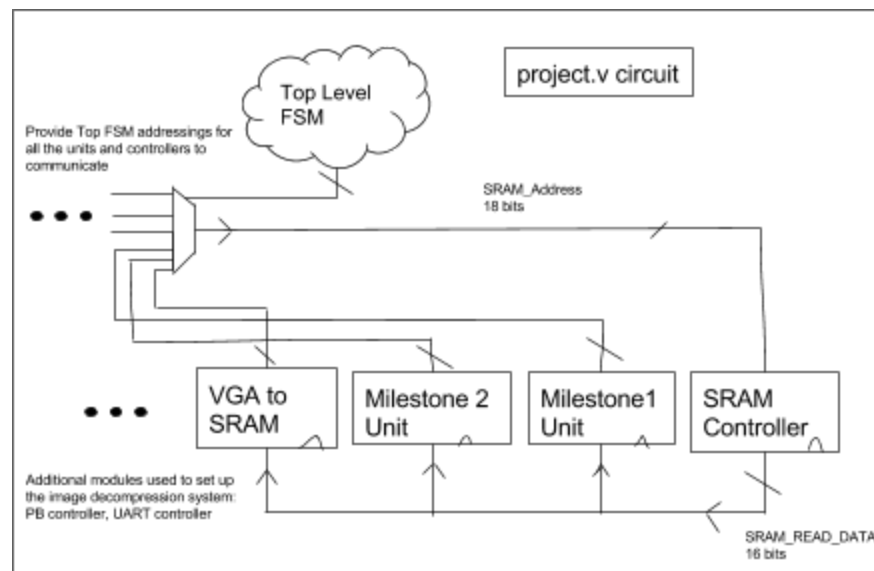 project.v circuit
Top Level
FSM
Provide Top FSM addressings for
all the units and controllers to
communicate
SRAM_Address
18 bits
VGA to
SRAM
Milestone 2
Unit
Milestone1
Unit
SRAM
Controller
Additional modules used to set up
the image decompression system:
PB controller, UART controller
SRAM_READ_DATA
16 bits